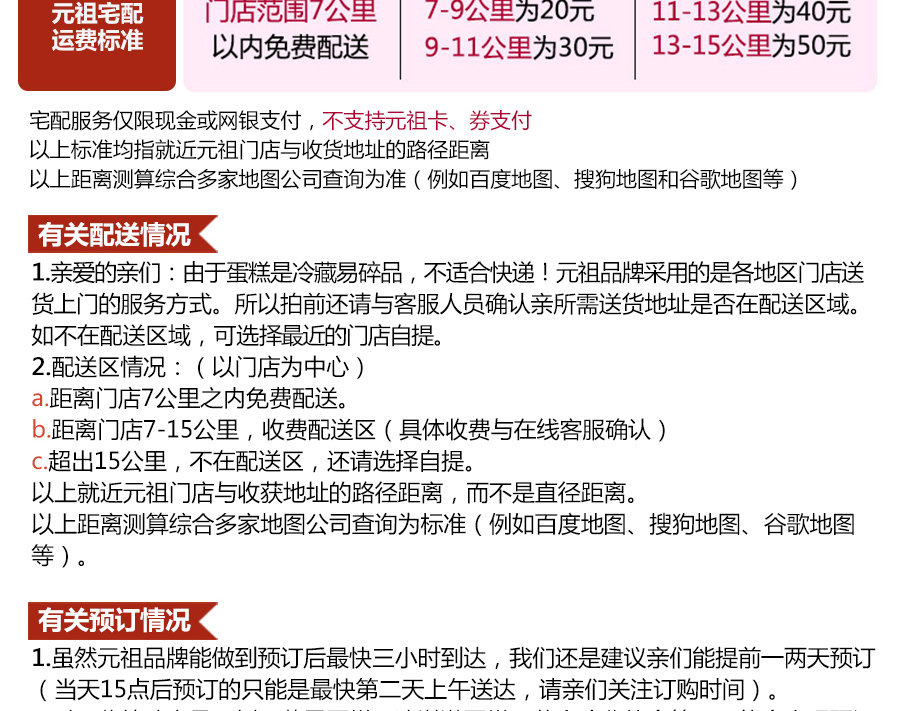 元祖宅配
运费标准
门店范围7公里
以内免费配送
7-9公里为20元
9-11公里为30元
11-13公里为40元
13-15公里为50元
宅配服务仅限现金或网银支付，不支持元祖卡、券支付
以上标准均指就近元祖门店与收货地址的路径距离
以上距离测算综合多家地图公司查询为准（例如百度地图、搜狗地图和谷歌地图等）
有关配送情况
1.亲爱的亲们：由于蛋糕是冷藏易碎品，不适合快递！元祖品牌采用的是各地区门店送
货上门的服务方式。所以拍前还请与客服人员确认亲所需送货地址是否在配送区域。
如不在配送区域，可选择最近的门店自提。
2.配送区情况：（以门店为中心）
a.距离门店7公里之内免费配送。
b.距离门店7-15公里，收费配送区（具体收费与在线客服确认）
c.超出15公里，不在配送区，还请选择自提。
以上就近元祖门店与收获地址的路径距离，而不是直径距离。
以上距离测算综合多家地图公司查询为标准（例如百度地图、搜狗地图、谷歌地图
等）。
有关预订情况
1.虽然元祖品牌能做到预订后最快三小时到达，我们还是建议亲们能提前一两天预订
（当天15点后预订的只能是最快第二天上午送达，请亲们关注订购时间）。